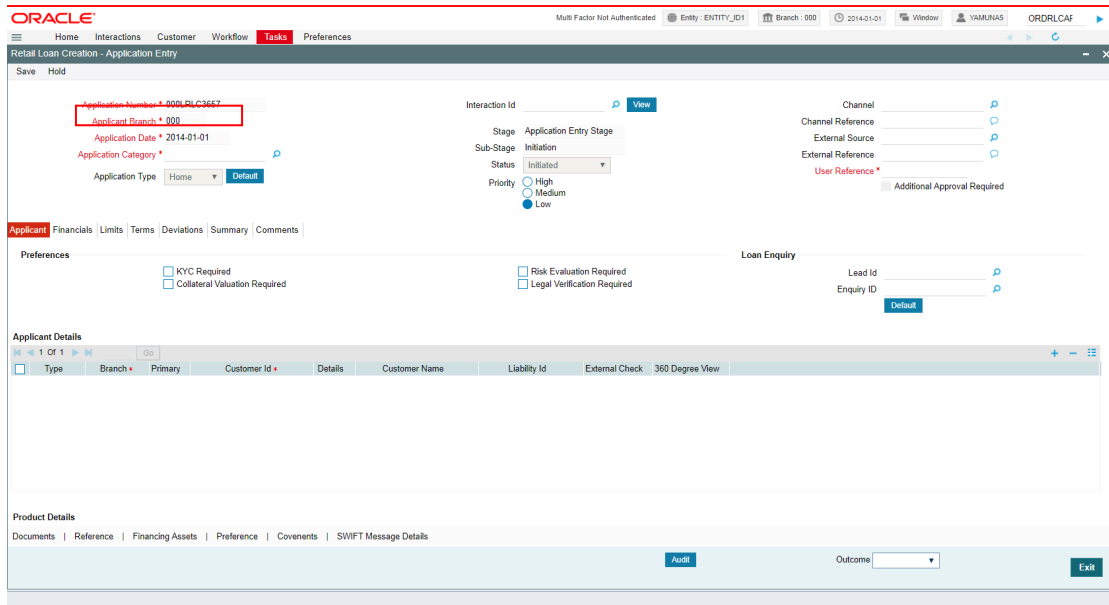 ORACLE
Multi Factor Not Authenticated Entity : ENTITY_ID1 Branch : 000 2014-01-01 Window YAMUNAS ORDRLCAF
Home Interactions Customer Workflow Tasks Preferences
Retail Loan Creation - Application Entry
Save Hold
Application Number * 000LRLC3657
Applicant Branch * 000
Application Date * 2014-01-01
Application Category *
Application Type Home Default
Interaction Id View
Stage Application Entry Stage
Sub-Stage Initiation
Status Initiated
Priority High
Medium
Low
Channel
Channel Reference
External Source
External Reference
User Reference *
Additional Approval Required
Applicant Financials Limits Terms Deviations Summary Comments
Preferences
KYC Required
Collateral Valuation Required
Risk Evaluation Required
Legal Verification Required
Loan Enquiry
Lead Id
Enquiry ID
Default
Applicant Details
1 Of 1 Go
Type Branch * Primary Customer Id * Details Customer Name Liability Id External Check 360 Degree View
Product Details
Documents | Reference | Financing Assets | Preference | Covenents | SWIFT Message Details
Audit Outcome
Exit